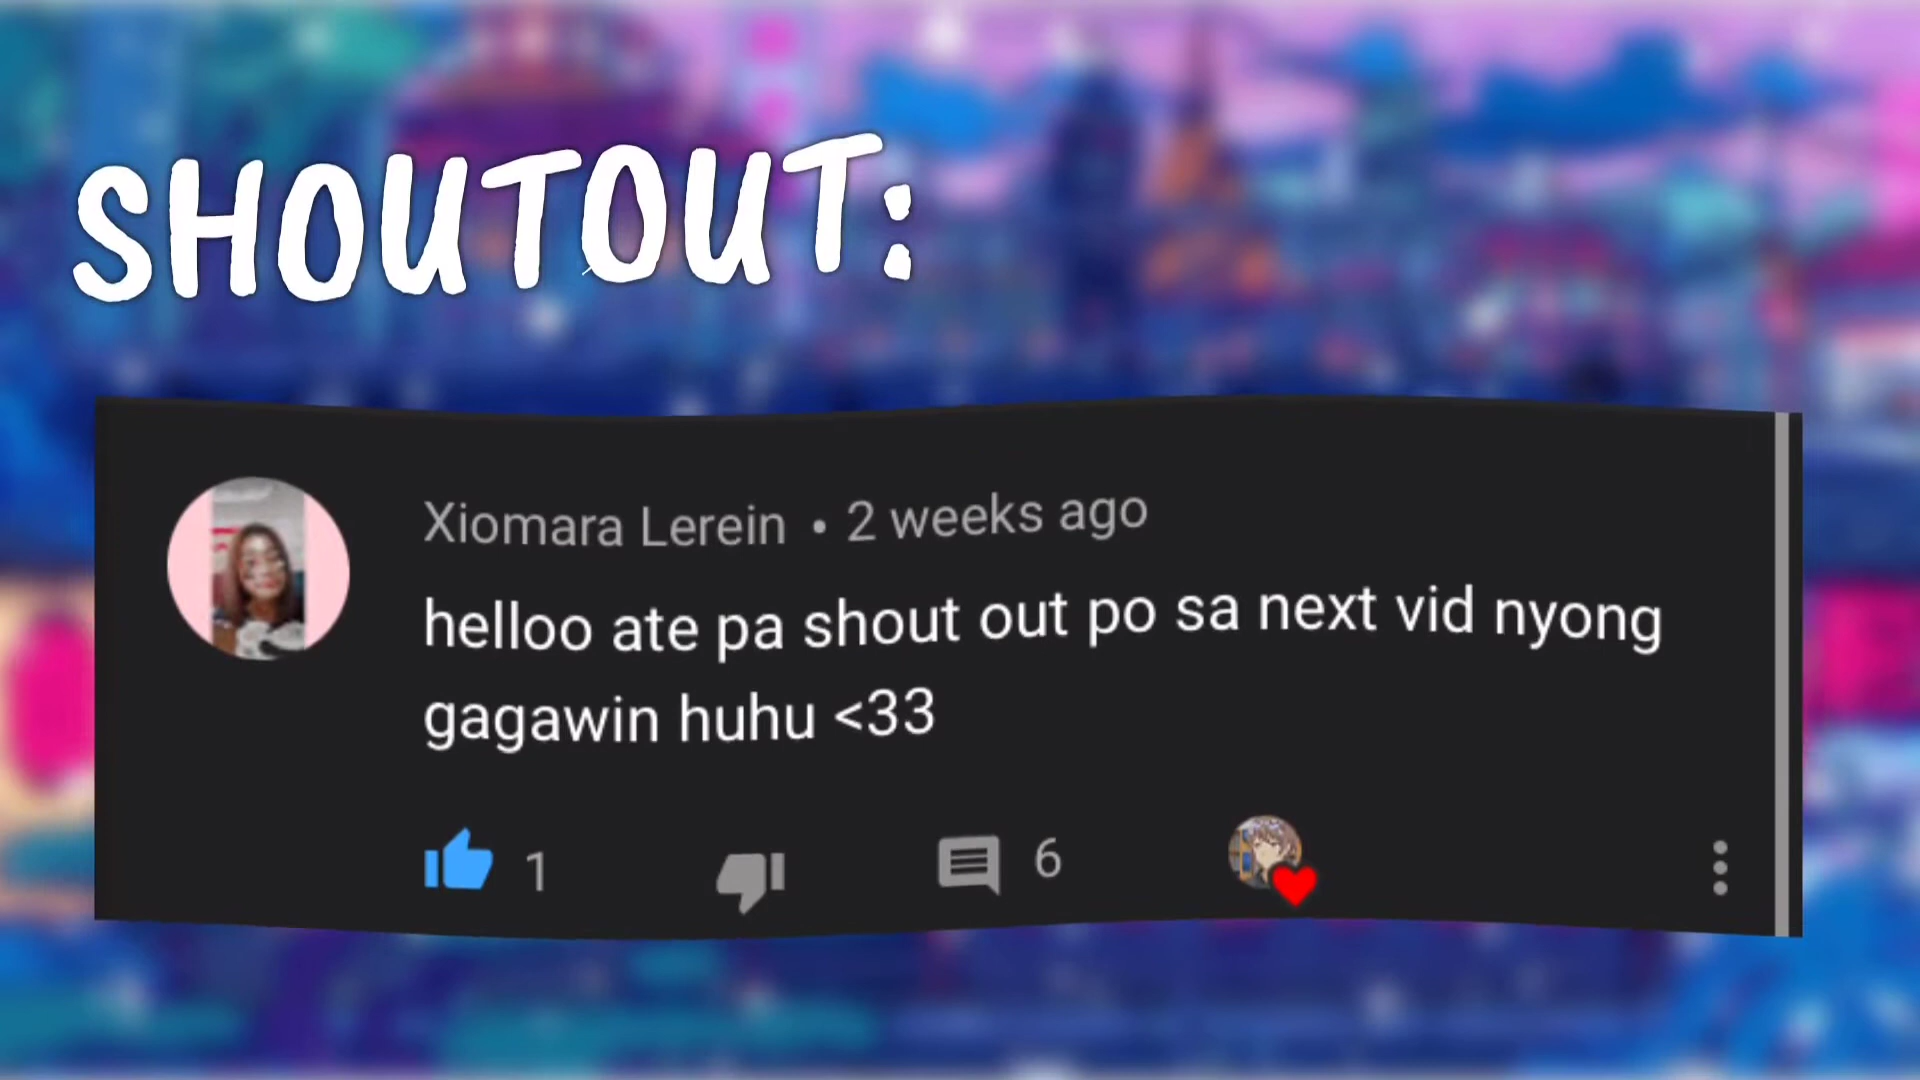 SHOUTOUT:
Xiomara Lerein • 2 weeks ago
helloo ate pa shout out po sa next vid nyong
gagawin huhu <33
1 6